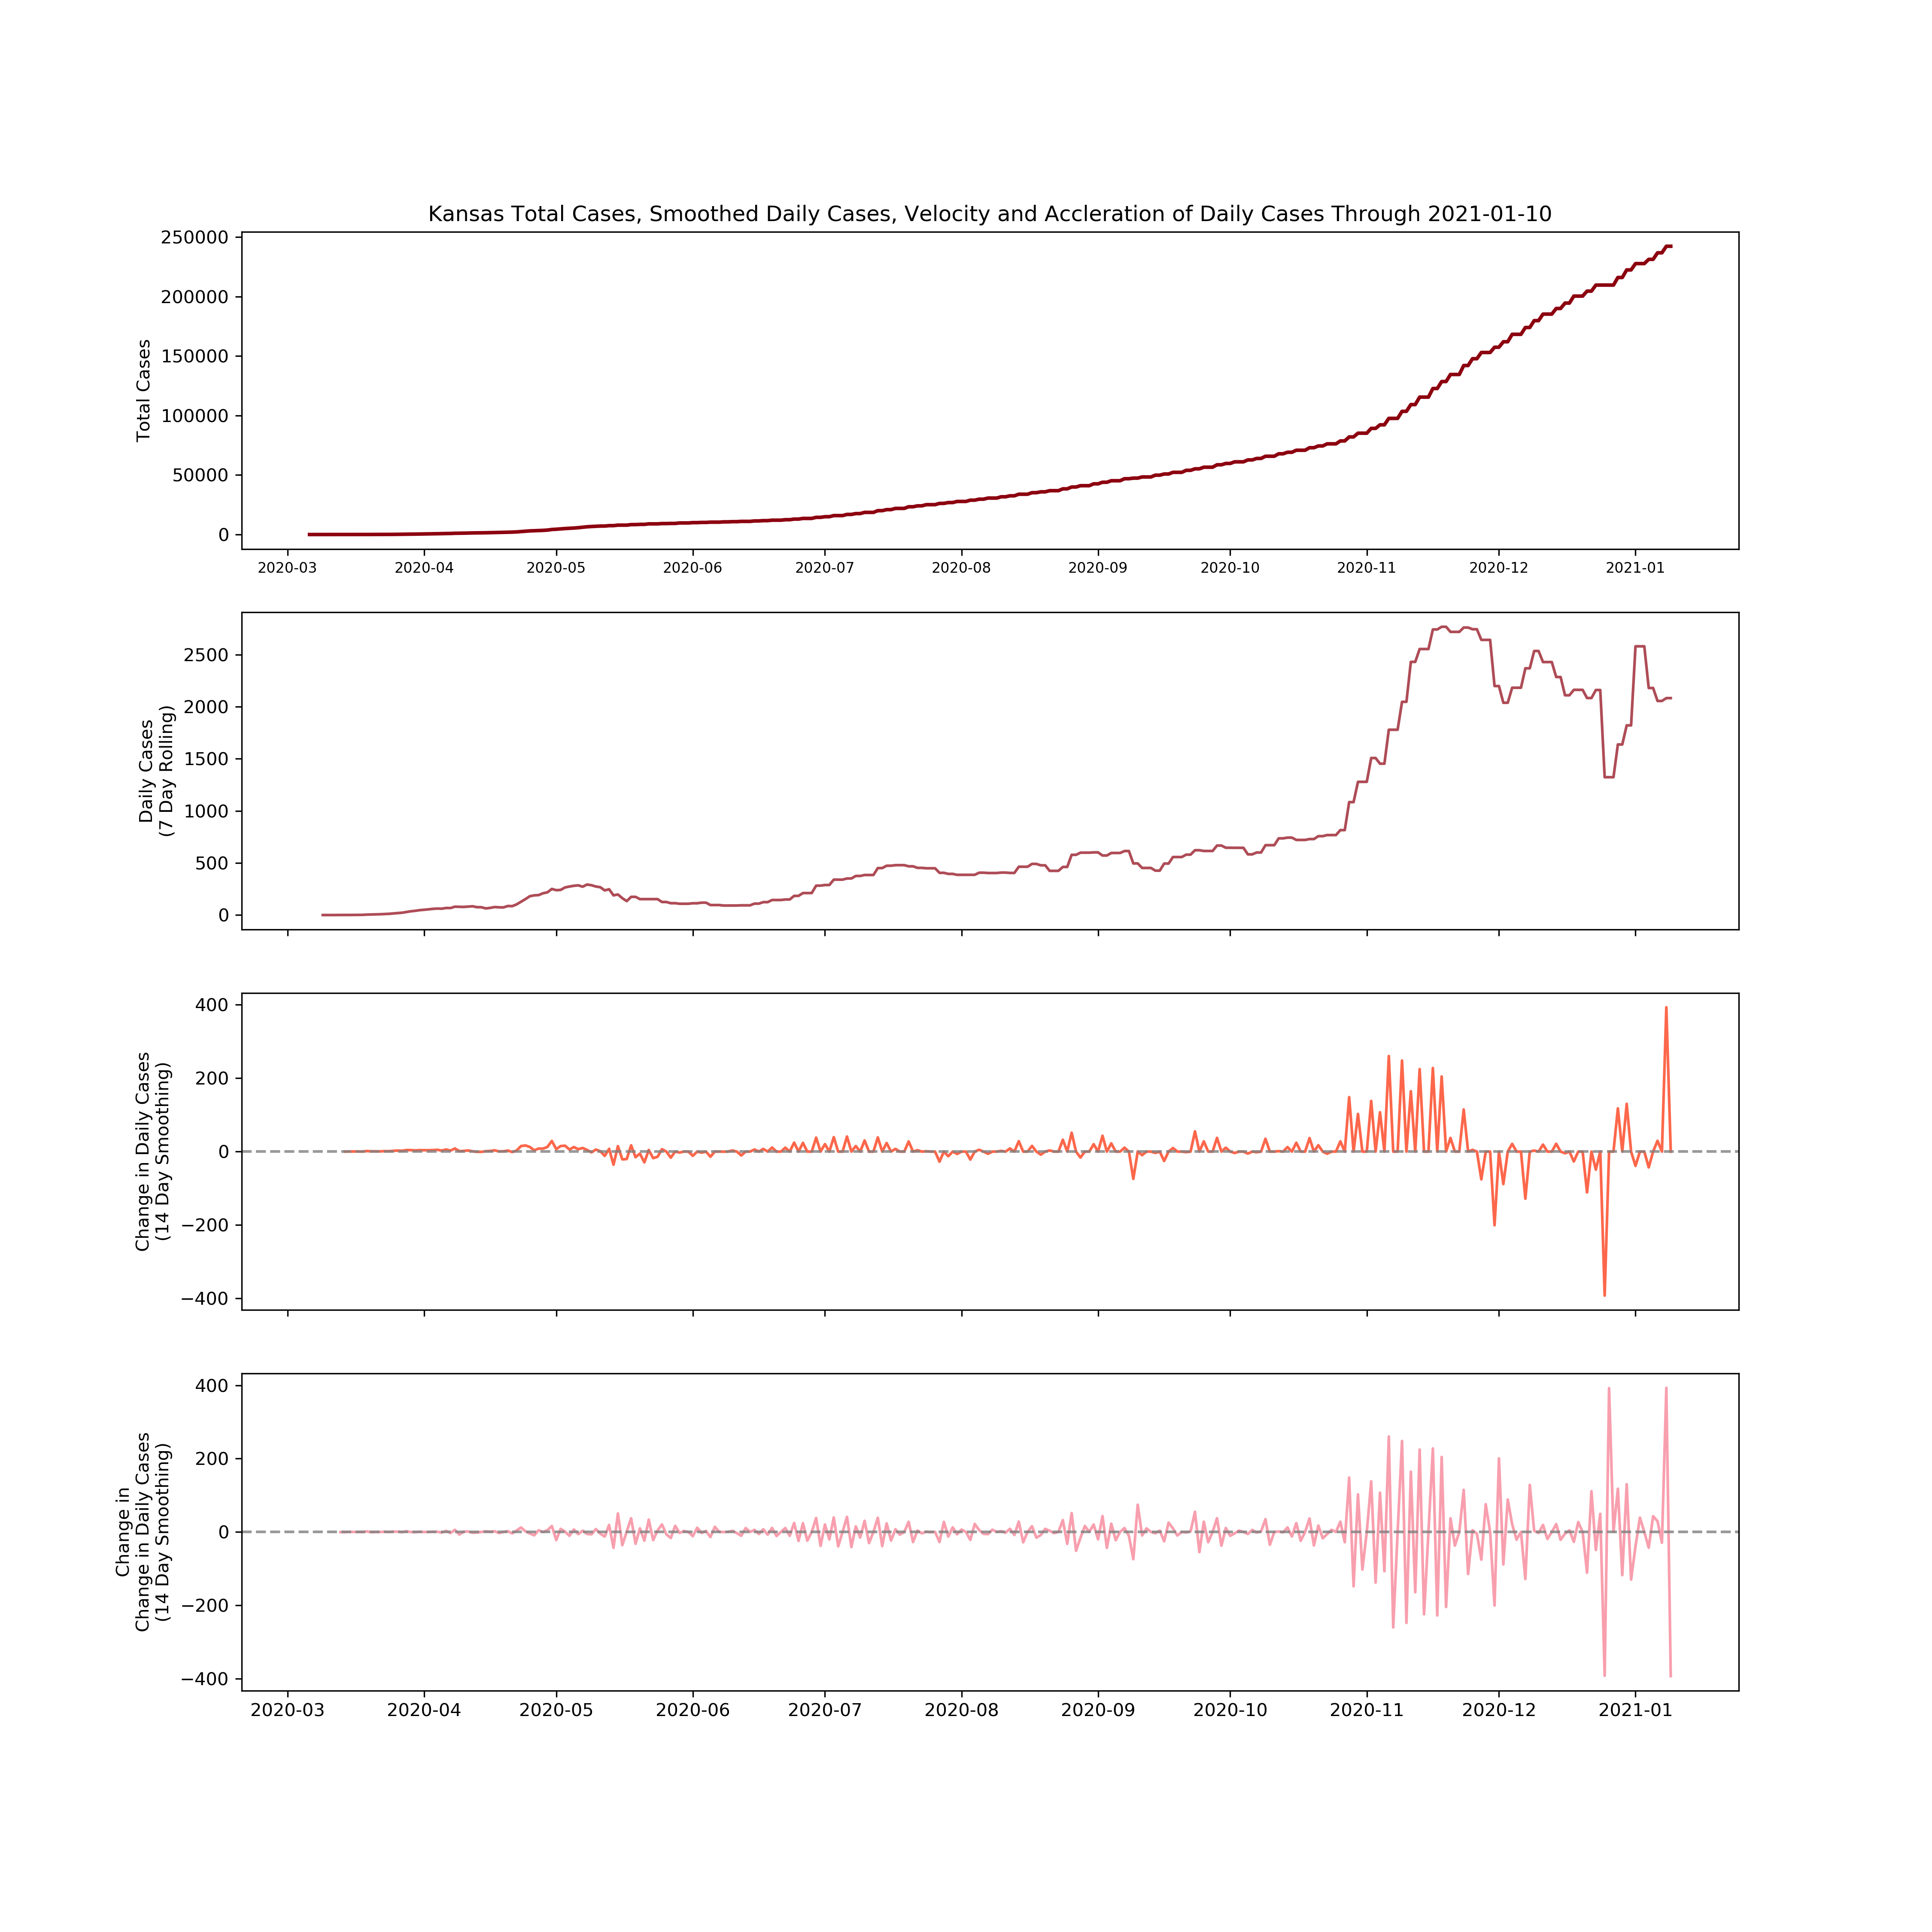 Kansas Total Cases, Smoothed Daily Cases, Velocity and Accleration of Daily Cases Through 2021-01-10
Total Cases
250000
200000
150000
100000
50000
0
2020-03 2020-04 2020-05 2020-06 2020-07 2020-08 2020-09 2020-10 2020-11 2020-12 2021-01
Daily Cases
(7 Day Rolling)
2500
2000
1500
1000
500
0
Change in Daily Cases
(14 Day Smoothing)
400
200
0
−200
−400
Change in
Change in Daily Cases
(14 Day Smoothing)
400
200
0
−200
−400
2020-03 2020-04 2020-05 2020-06 2020-07 2020-08 2020-09 2020-10 2020-11 2020-12 2021-01